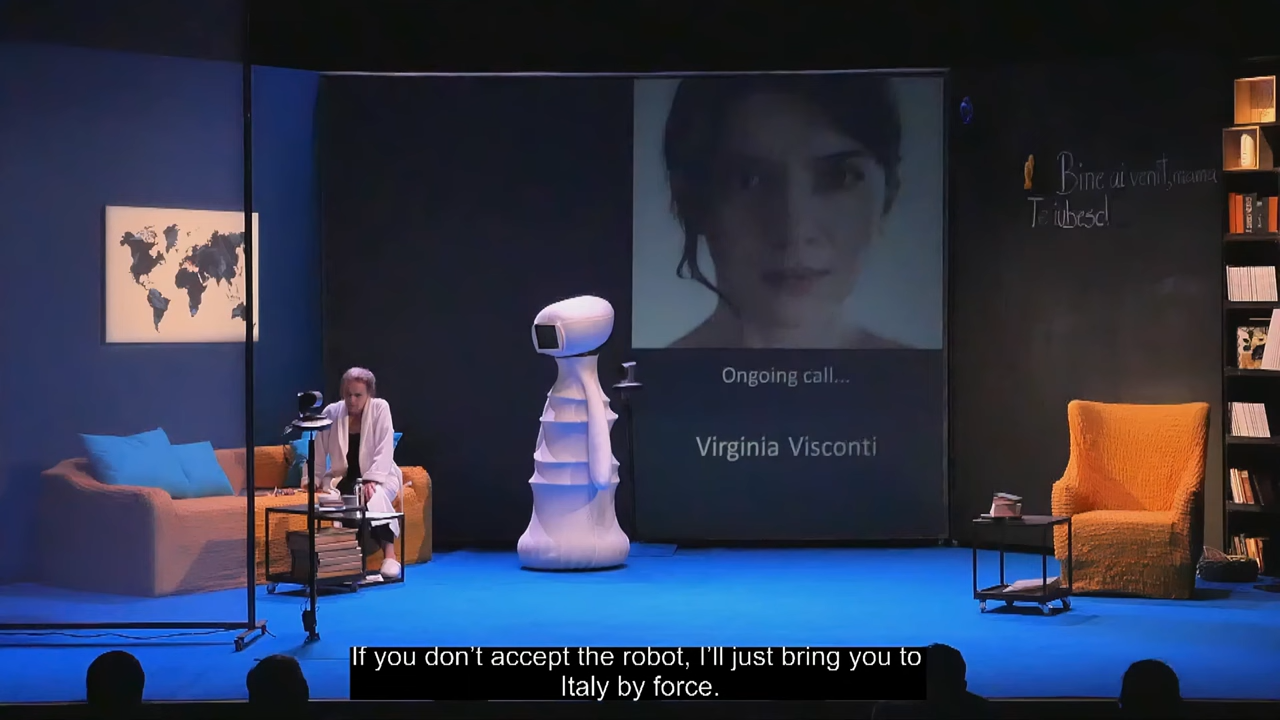 Bine ai venit, mama
Te iubesc!
Ongoing call...
Virginia Visconti
If you don't accept the robot, I'll just bring you to
Italy by force.